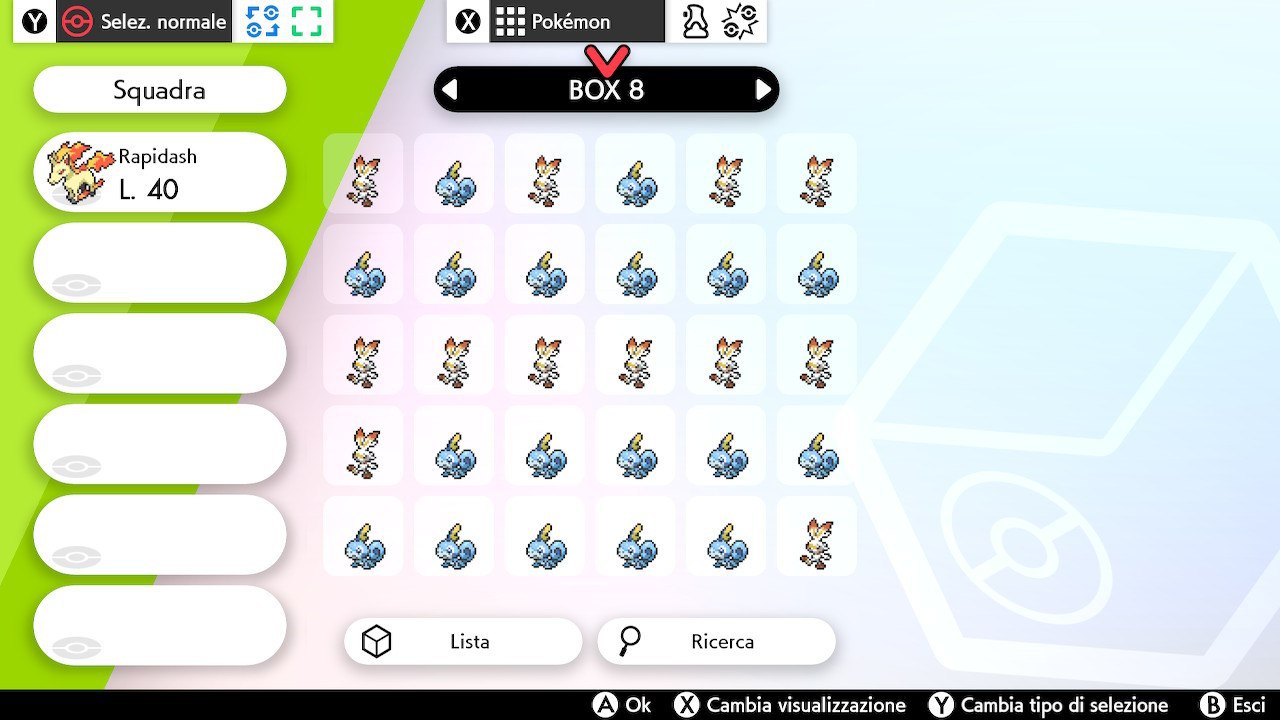 Y Selez. normale
X Pokémon
Squadra
BOX 8
Rapidash
L. 40
Lista
Ricerca
A Ok X Cambia visualizzazione Y Cambia tipo di selezione B Esci